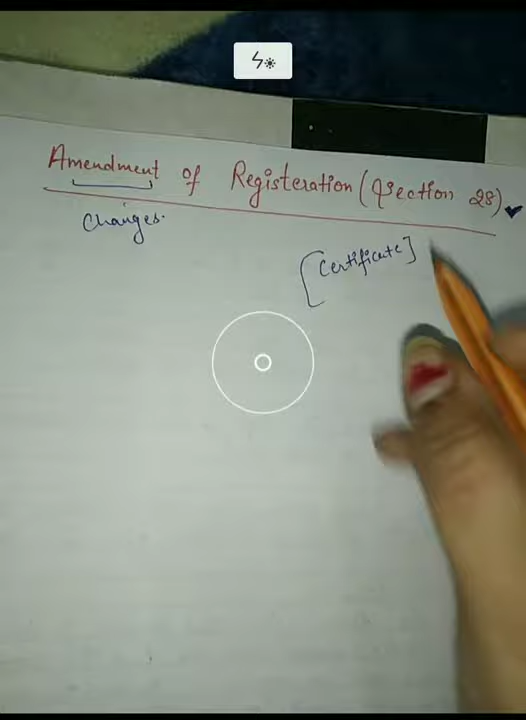 Amendment of Registeration (Section 28)
Changes.
[Certificate]